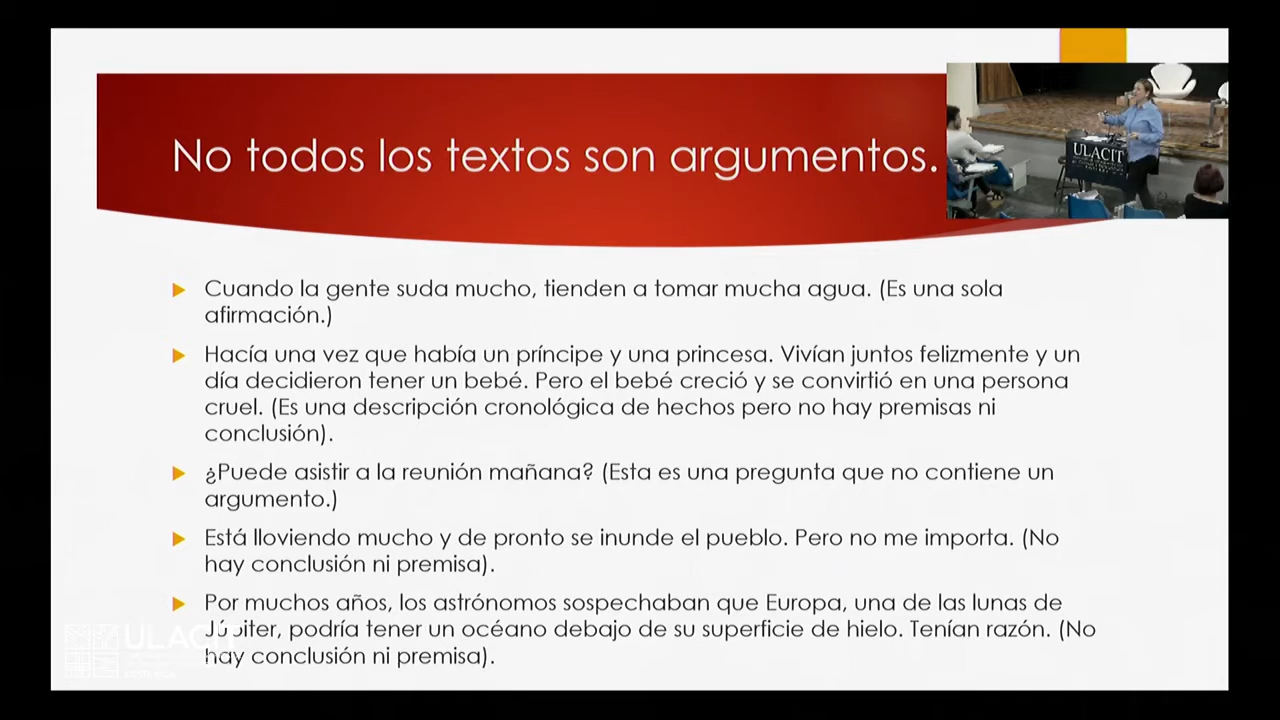 No todos los textos son argumentos.
ULACIT
Cuando la gente suda mucho, tienden a tomar mucha agua. (Es una sola
afirmación.)
Hacía una vez que había un príncipe y una princesa. Vivían juntos felizmente y un
día decidieron tener un bebé. Pero el bebé creció y se convirtió en una persona
cruel. (Es una descripción cronológica de hechos pero no hay premisas ni
conclusión).
¿Puede asistir a la reunión mañana? (Esta es una pregunta que no contiene un
argumento.)
Está lloviendo mucho y de pronto se inunde el pueblo. Pero no me importa. (No
hay conclusión ni premisa).
Por muchos años, los astrónomos sospechaban que Europa, una de las lunas de
Júpiter, podría tener un océano debajo de su superficie de hielo. Tenían razón. (No
hay conclusión ni premisa).
ULACIT